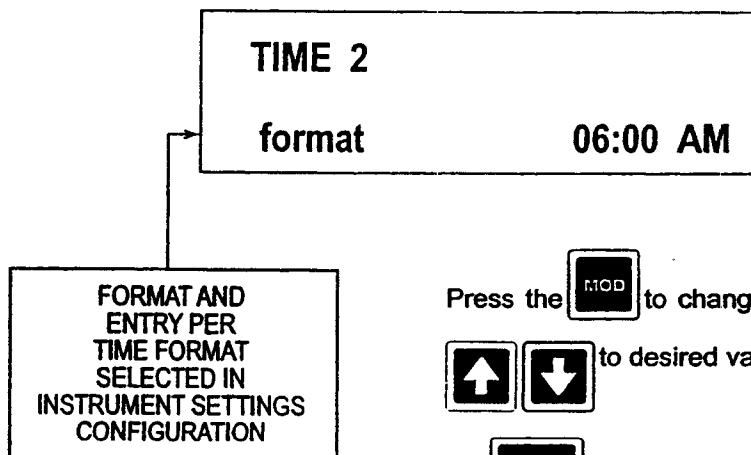 TIME 2
format 06:00 AM
FORMAT AND
ENTRY PER
TIME FORMAT
SELECTED IN
INSTRUMENT SETTINGS
CONFIGURATION
Press the MOD to chang
to desired va